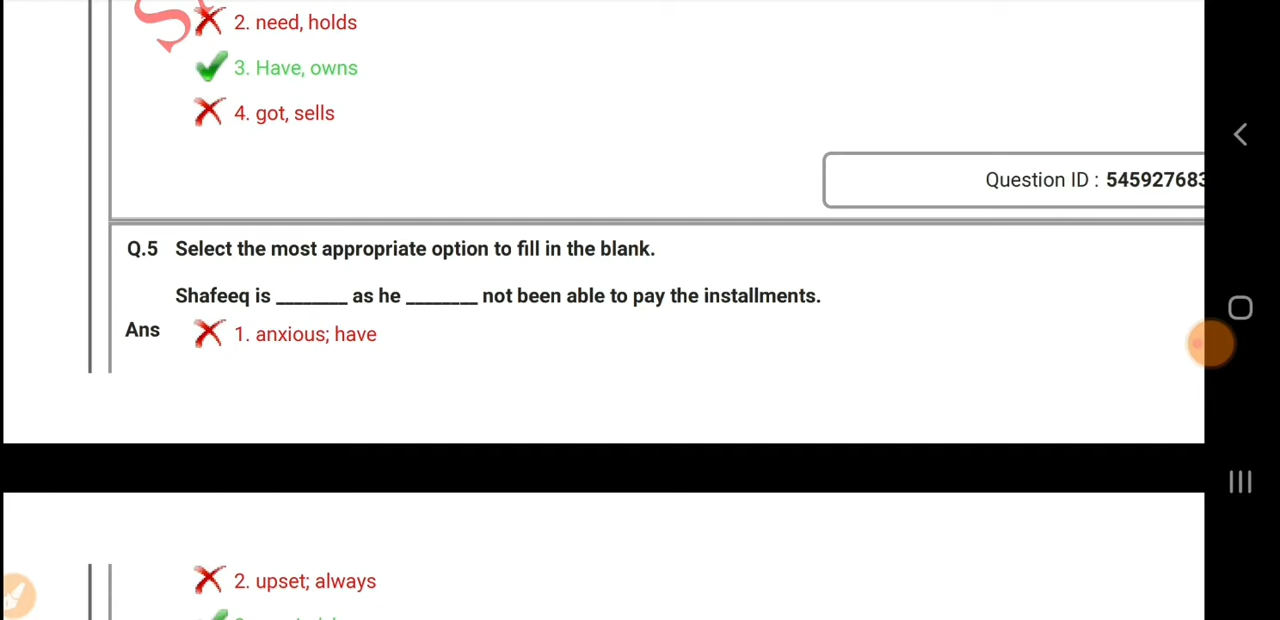 2. need, holds
3. Have, owns
4. got, sells
Question ID : 545927683
Q.5 Select the most appropriate option to fill in the blank.
Shafeeq is ________ as he ________ not been able to pay the installments.
Ans 1. anxious; have
2. upset; always